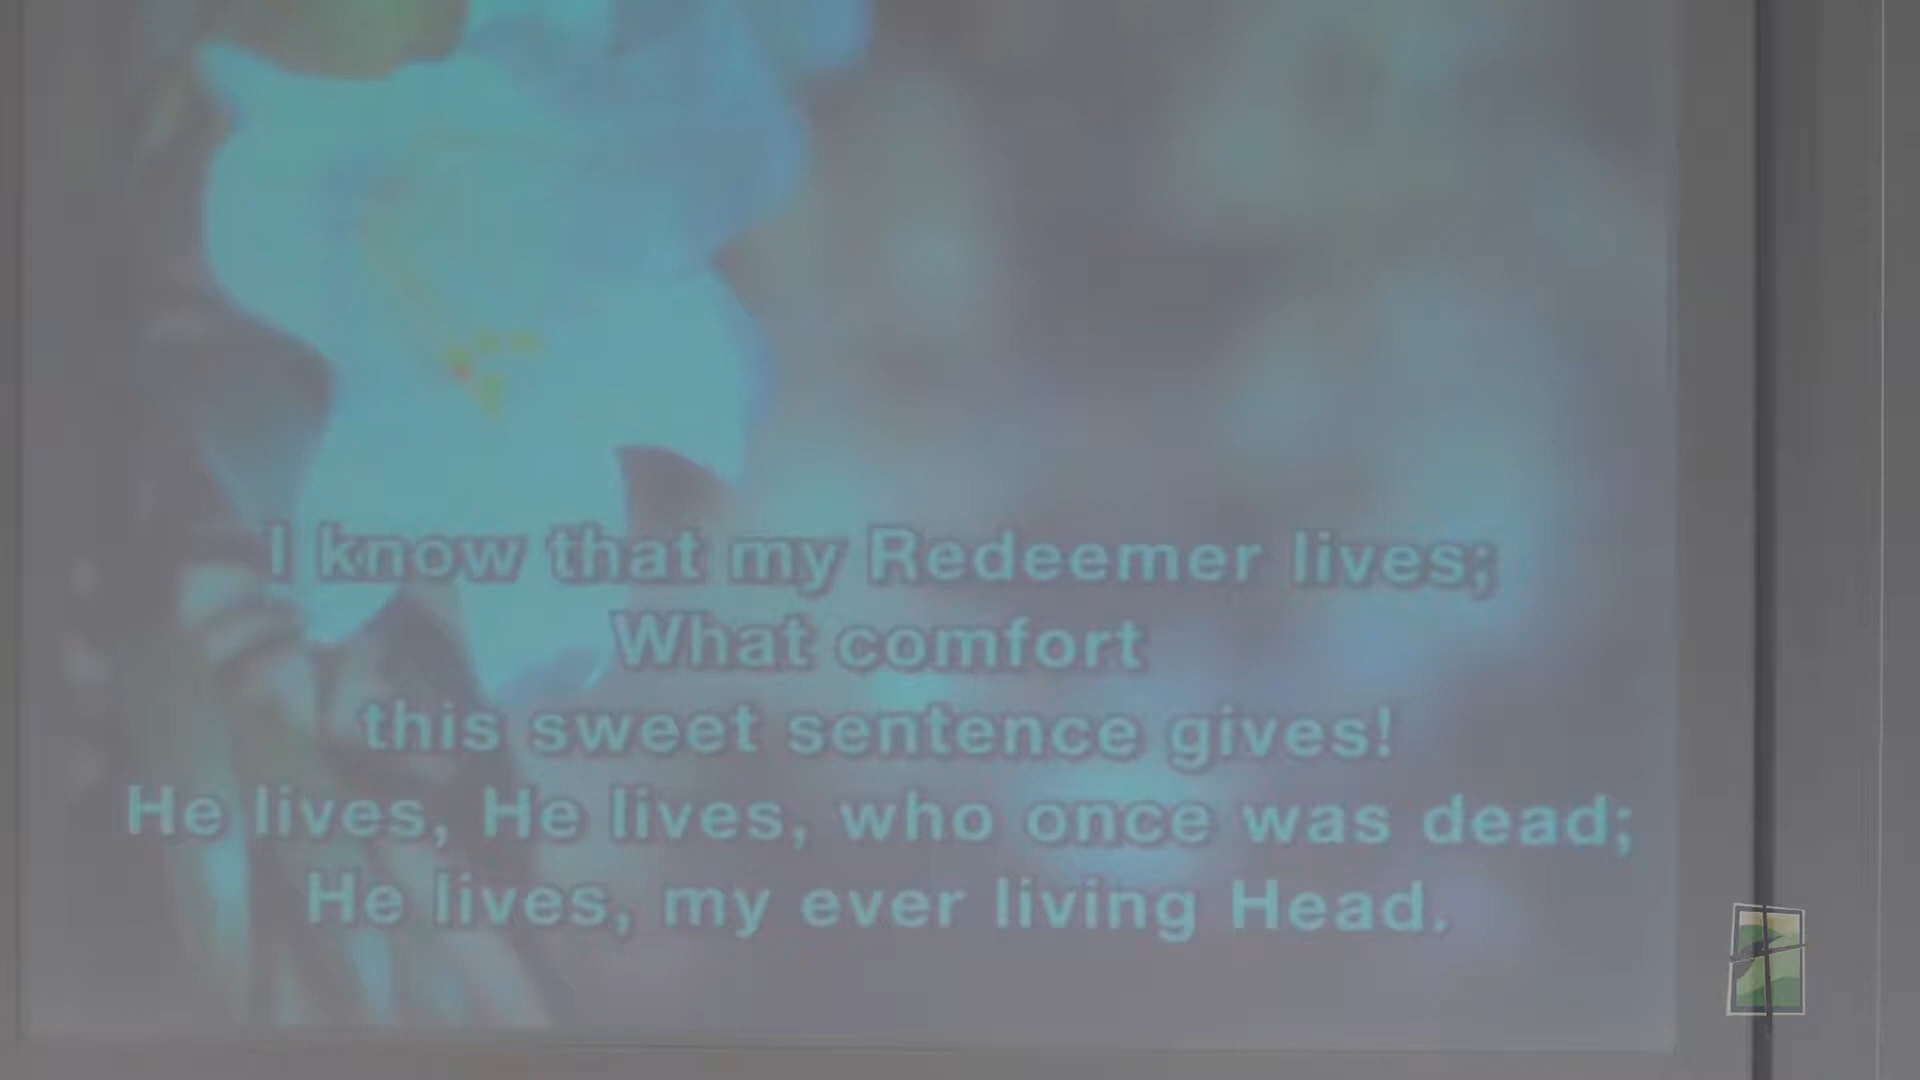 I know that my Redeemer lives;
What comfort
this sweet sentence gives!
He lives, He lives, who once was dead;
He lives, my ever living Head.